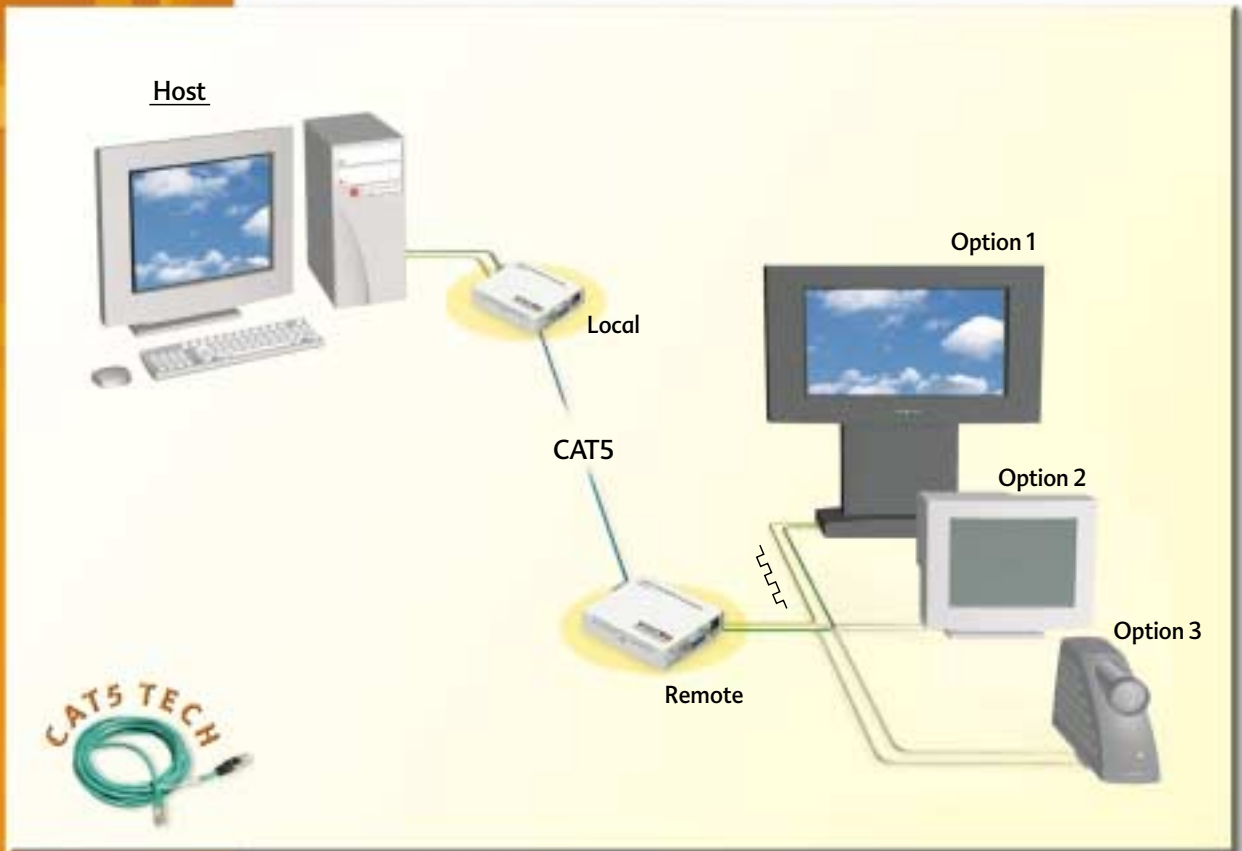 Host
Option 1
Local
CAT5
Option 2
Option 3
Remote
CAT5 TECH